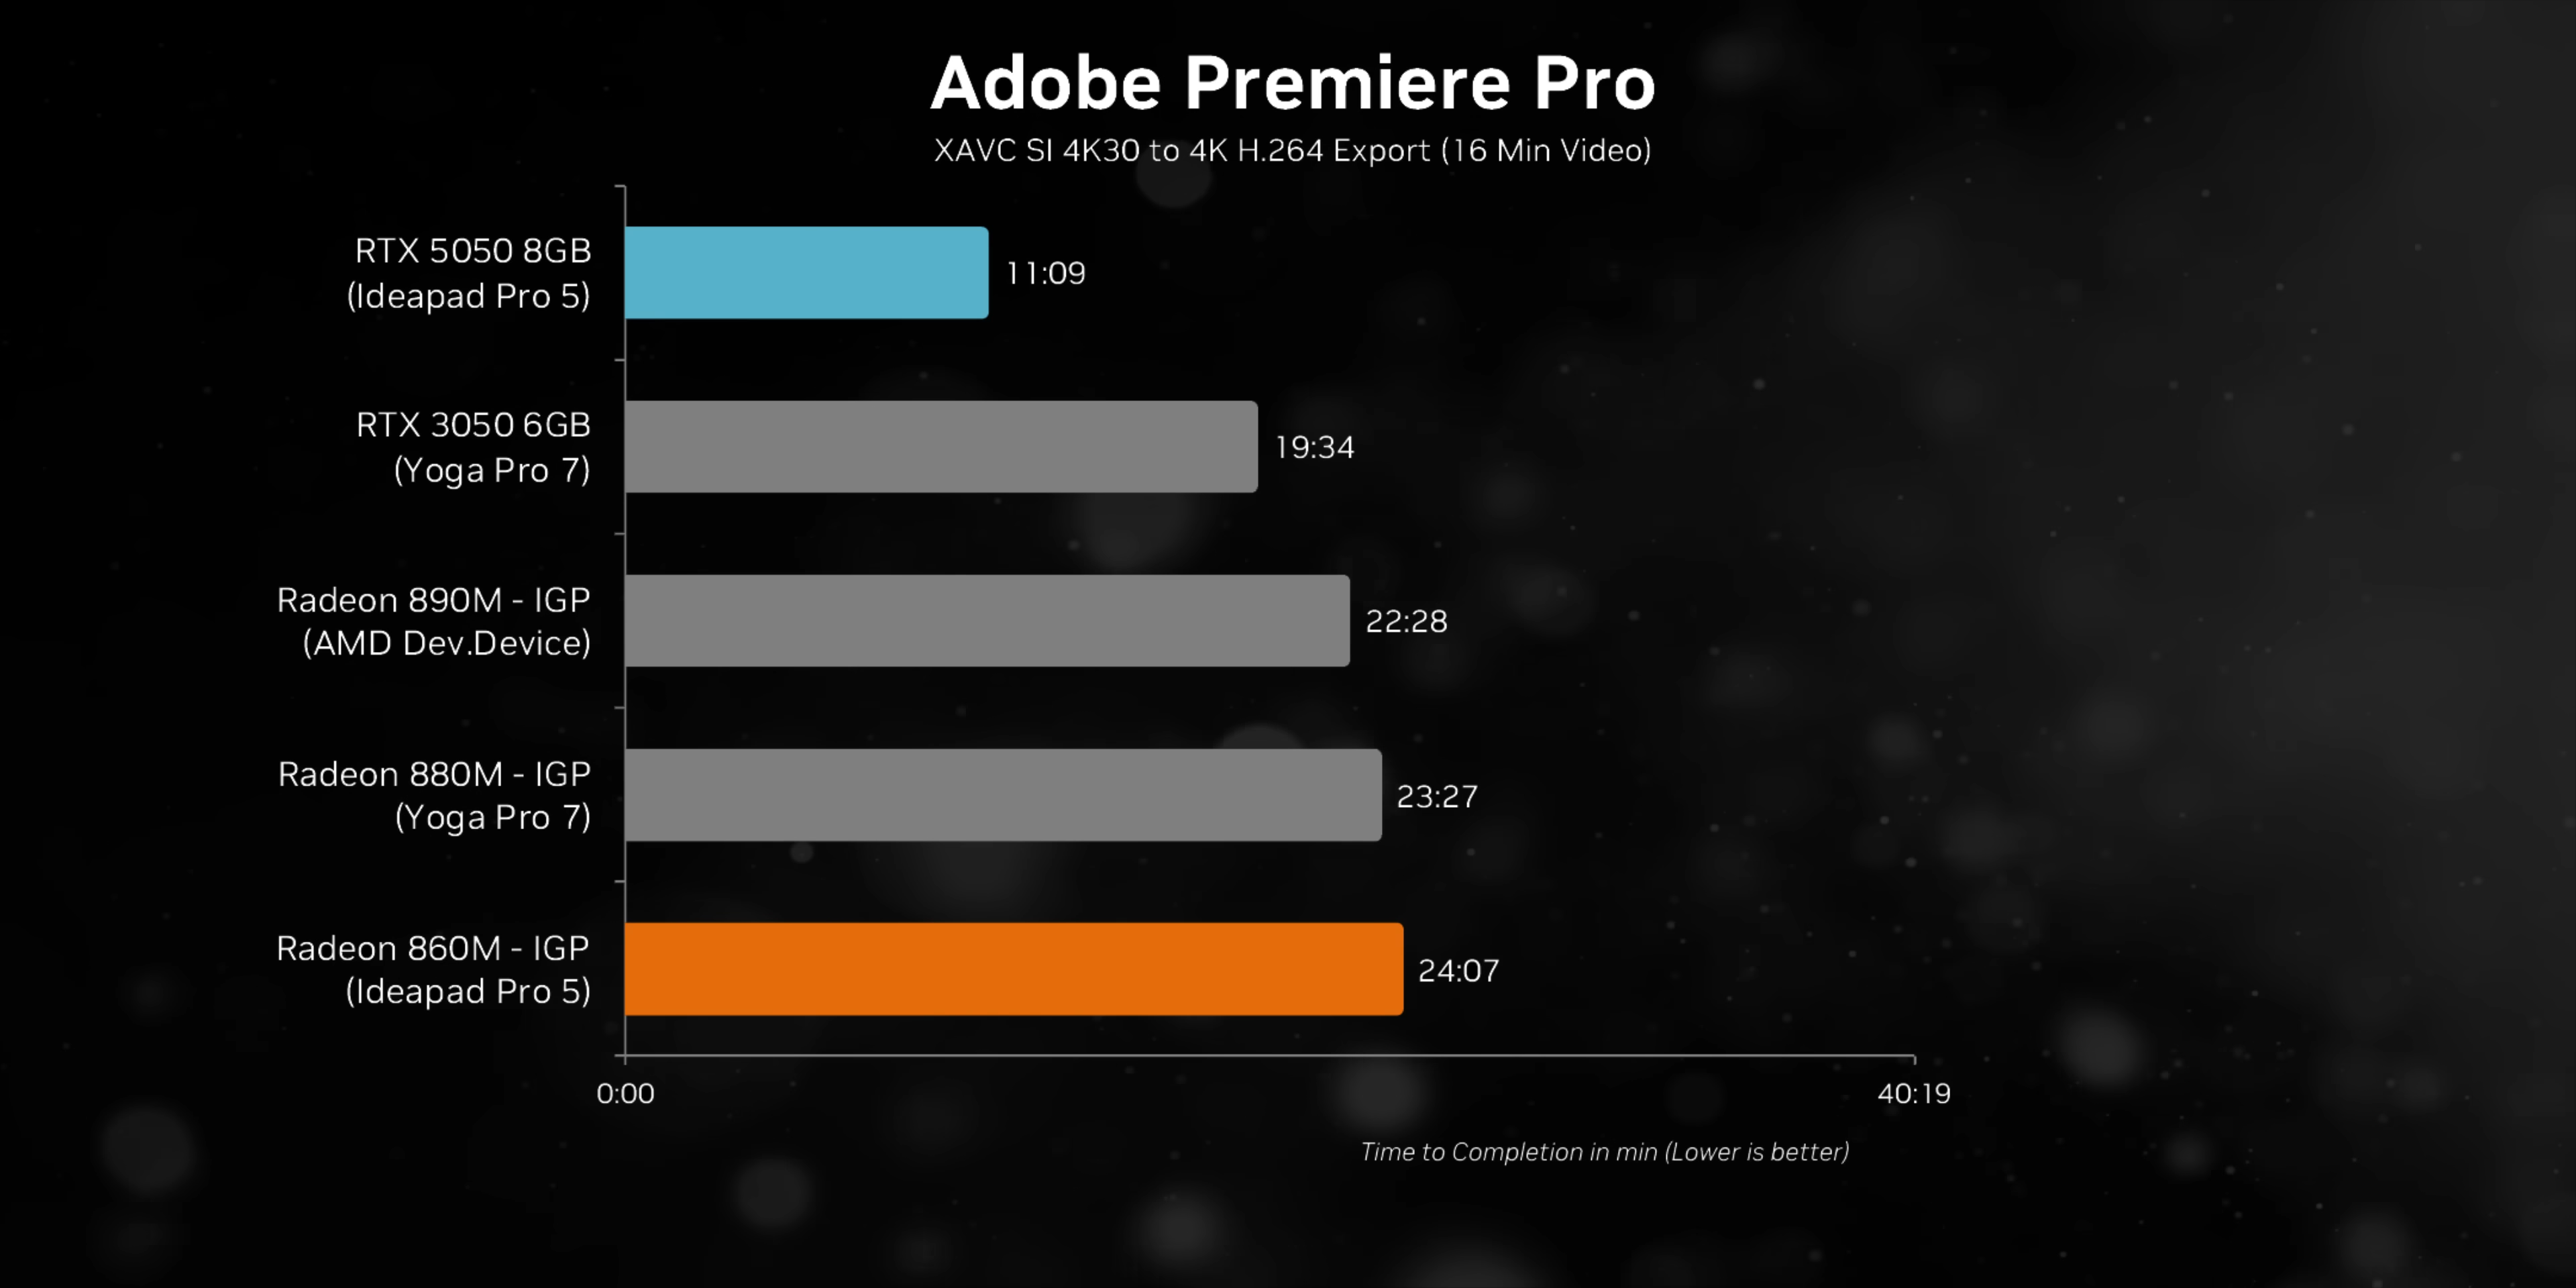 Adobe Premiere Pro
XAVC SI 4K30 to 4K H.264 Export (16 Min Video)
RTX 5050 8GB
(Ideapad Pro 5)
11:09
RTX 3050 6GB
(Yoga Pro 7)
19:34
Radeon 890M - IGP
(AMD Dev.Device)
22:28
Radeon 880M - IGP
(Yoga Pro 7)
23:27
Radeon 860M - IGP
(Ideapad Pro 5)
24:07
0:00
40:19
Time to Completion in min (Lower is better)